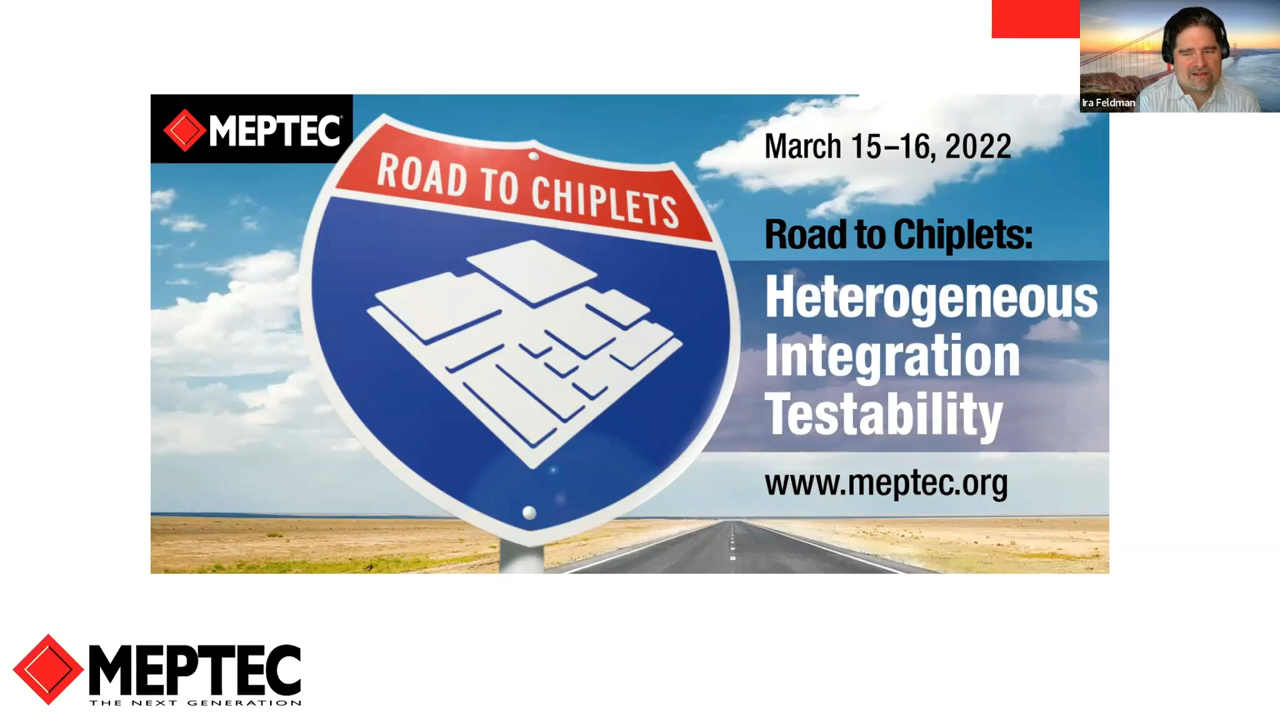 Ira Feldman
MEPTEC
ROAD TO CHIPLETS
March 15–16, 2022
Road to Chiplets:
Heterogeneous
Integration
Testability
www.meptec.org
MEPTEC
THE NEXT GENERATION